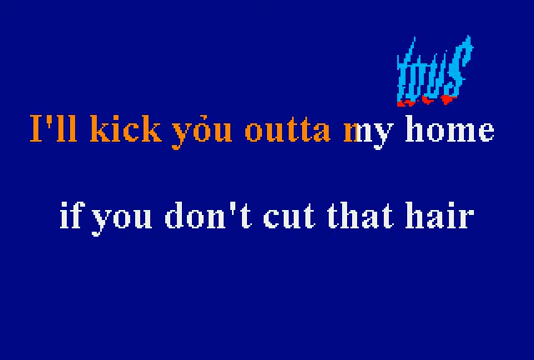 I'll kick you outta my home
if you don't cut that hair